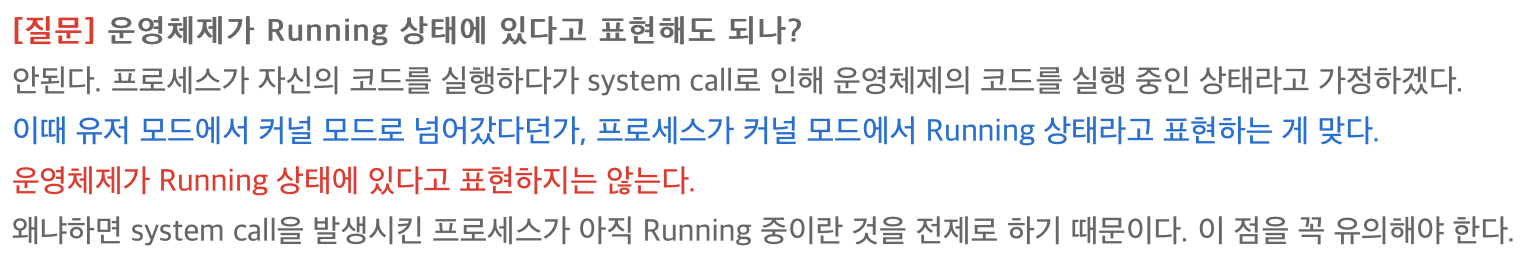 [질문] 운영체제가 Running 상태에 있다고 표현해도 되나?
안된다. 프로세스가 자신의 코드를 실행하다가 system call로 인해 운영체제의 코드를 실행 중인 상태라고 가정하겠다.
이때 유저 모드에서 커널 모드로 넘어갔다던가, 프로세스가 커널 모드에서 Running 상태라고 표현하는 게 맞다.
운영체제가 Running 상태에 있다고 표현하지는 않는다.
왜냐하면 system call을 발생시킨 프로세스가 아직 Running 중이란 것을 전제로 하기 때문이다. 이 점을 꼭 유의해야 한다.